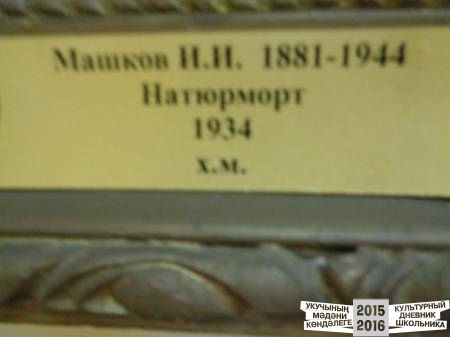 Машков И.И. 1881-1944
Натюрморт
1934
х.м.
УКУЧЫНЫҢ
МӘДӘНИ
КӨНДӘЛЕГЕ
2015
2016
КУЛЬТУРНЫЙ
ДНЕВНИК
ШКОЛЬНИКА